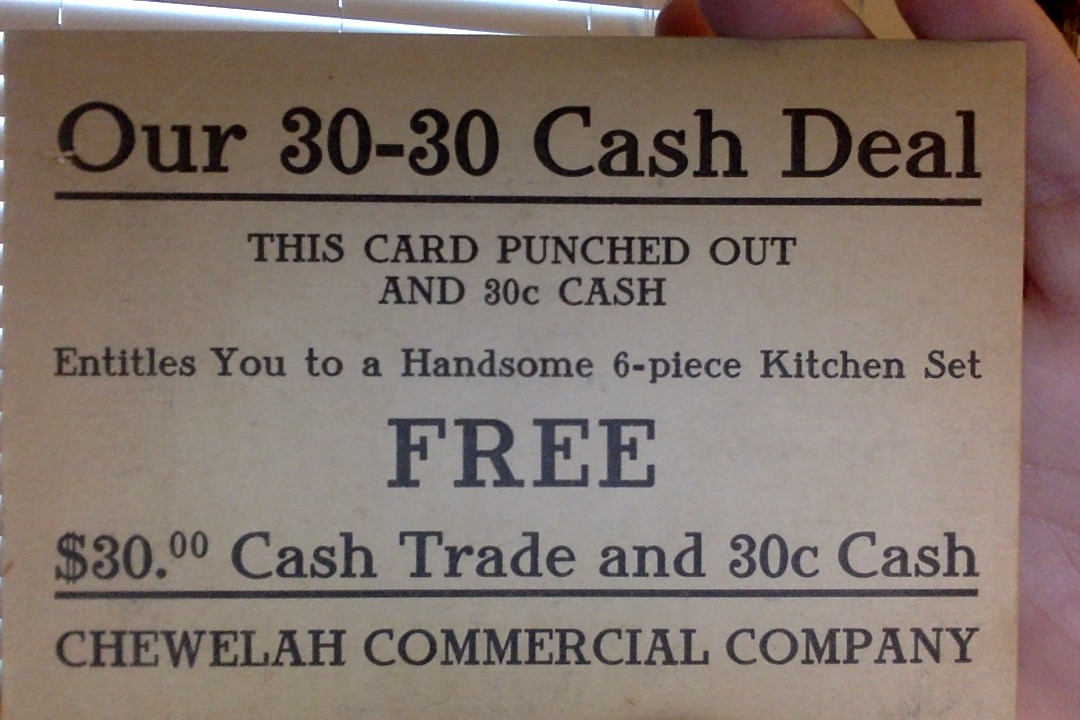 Our 30-30 Cash Deal
THIS CARD PUNCHED OUT
AND 30c CASH
Entitles You to a Handsome 6-piece Kitchen Set
FREE
$30.00 Cash Trade and 30c Cash
CHEWELAH COMMERCIAL COMPANY